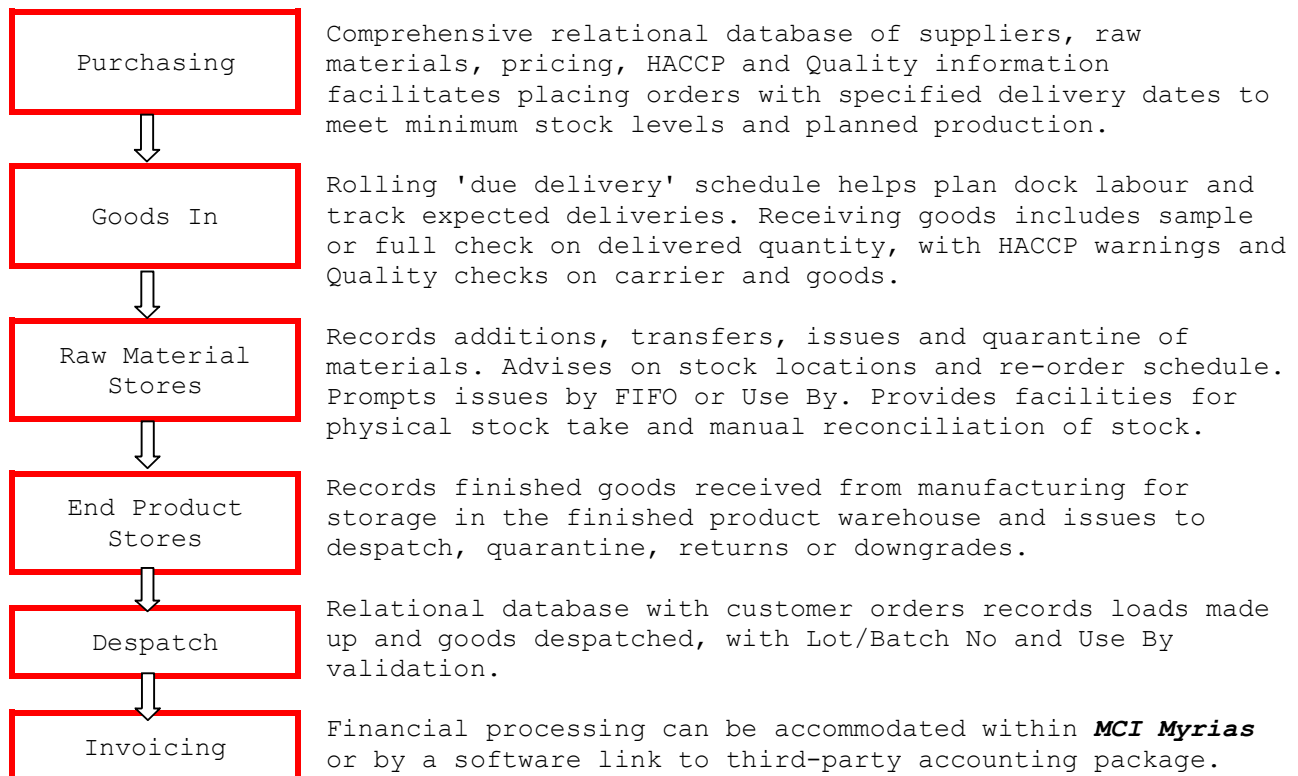 Purchasing
Comprehensive relational database of suppliers, raw
materials, pricing, HACCP and Quality information
facilitates placing orders with specified delivery dates to
meet minimum stock levels and planned production.
Goods In
Rolling 'due delivery' schedule helps plan dock labour and
track expected deliveries. Receiving goods includes sample
or full check on delivered quantity, with HACCP warnings and
Quality checks on carrier and goods.
Raw Material
Stores
Records additions, transfers, issues and quarantine of
materials. Advises on stock locations and re-order schedule.
Prompts issues by FIFO or Use By. Provides facilities for
physical stock take and manual reconciliation of stock.
End Product
Stores
Records finished goods received from manufacturing for
storage in the finished product warehouse and issues to
despatch, quarantine, returns or downgrades.
Despatch
Relational database with customer orders records loads made
up and goods despatched, with Lot/Batch No and Use By
validation.
Invoicing
Financial processing can be accommodated within MCI Myrias
or by a software link to third-party accounting package.